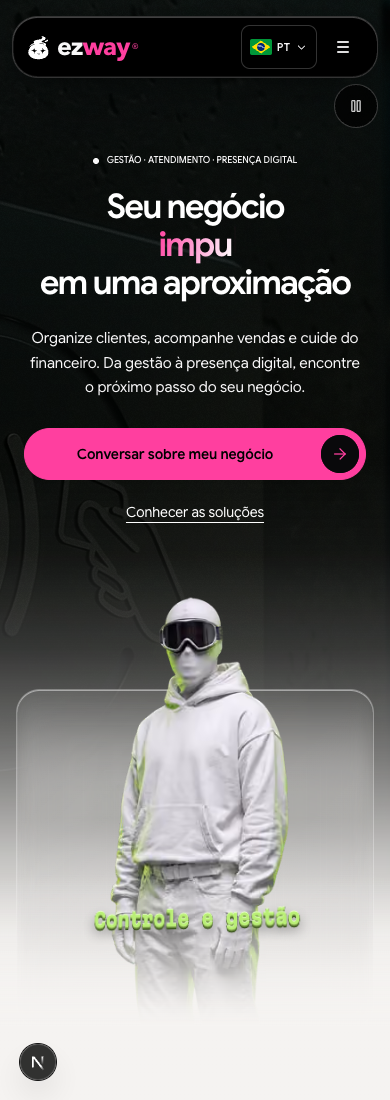 ezway®
PT
GESTÃO · ATENDIMENTO · PRESENÇA DIGITAL
Seu negócio
impu
em uma aproximação
Organize clientes, acompanhe vendas e cuide do
financeiro. Da gestão à presença digital, encontre
o próximo passo do seu negócio.
Conversar sobre meu negócio
Conhecer as soluções
Controle e gestão
N